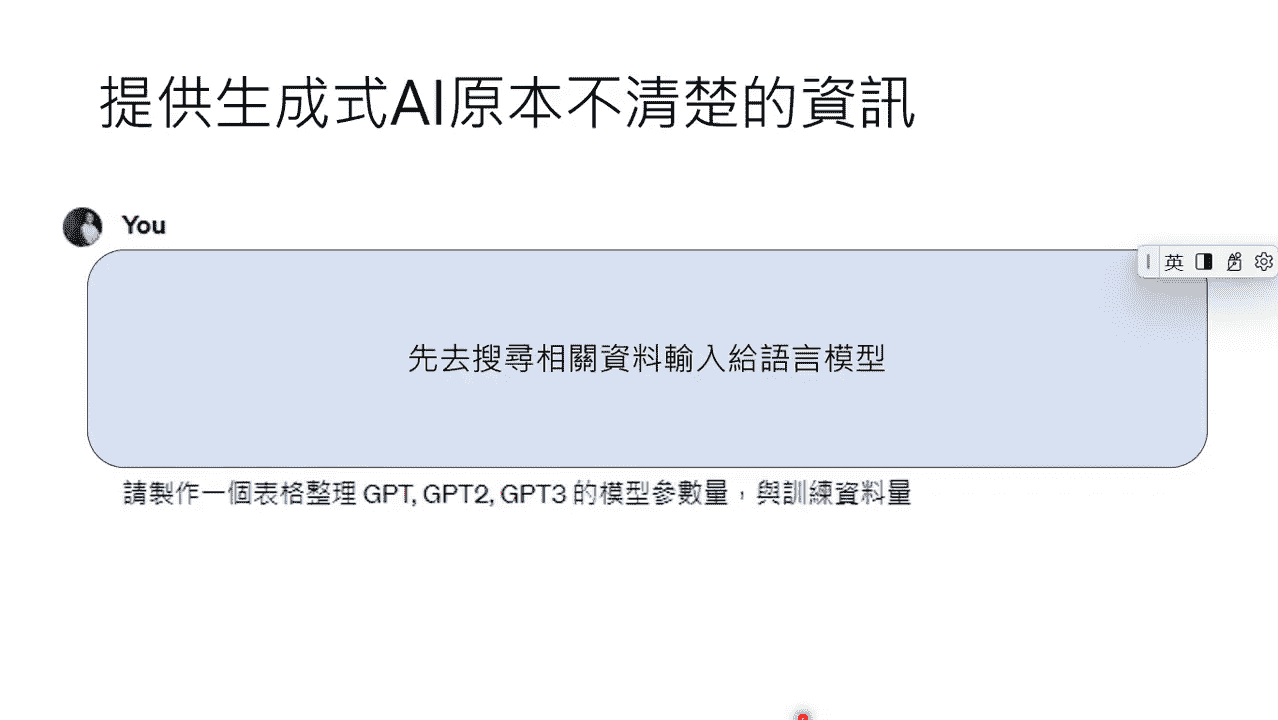 提供生成式AI原本不清楚的資訊
You
英
先去搜尋相關資料輸入給語言模型
請製作一個表格整理 GPT, GPT2, GPT3 的模型參數量，與訓練資料量